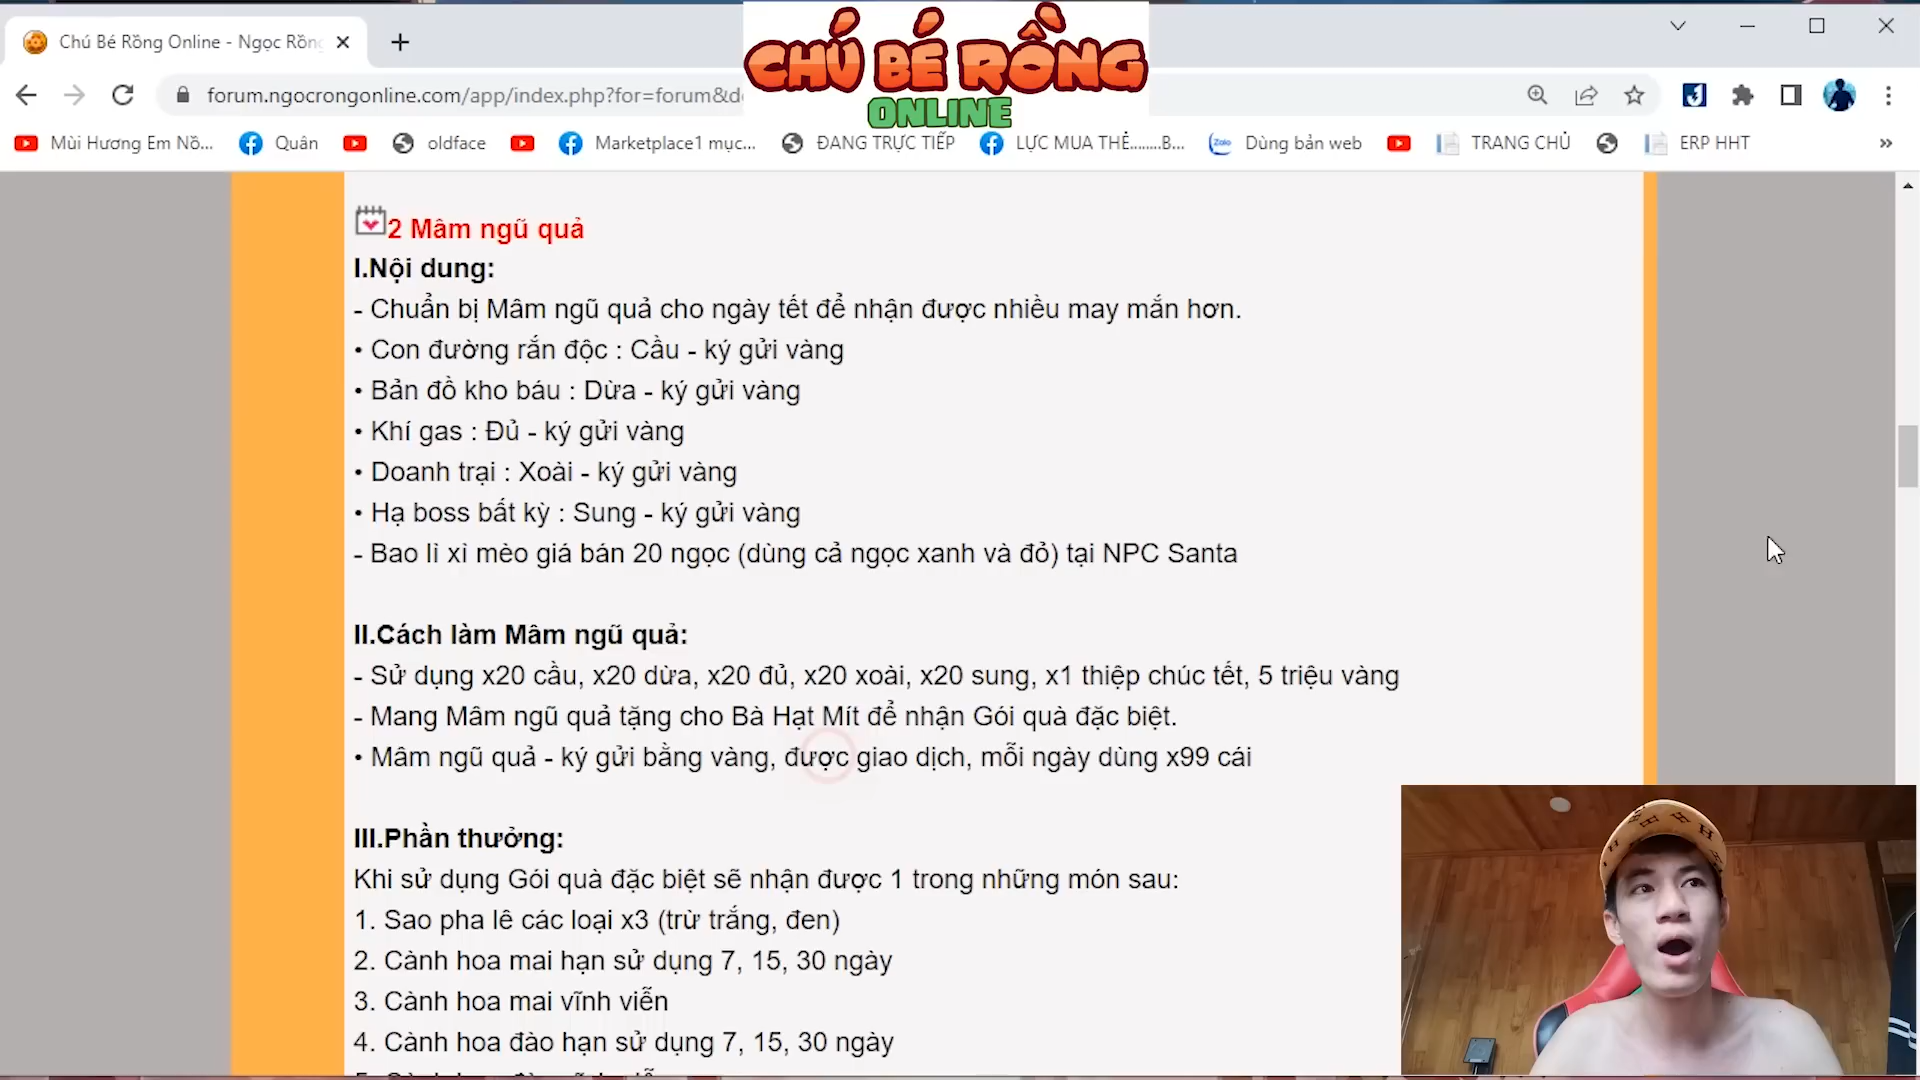 Chú Bé Rồng Online - Ngọc Rồng
CHÚ BÉ RỒNG
ONLINE
forum.ngocrongonline.com/app/index.php?for=forum&d
Mùi Hương Em Nồ...
Quân
oldface
Marketplace1 mục...
ĐANG TRỰC TIẾP
LỰC MUA THẺ........B...
Zalo
Dùng bản web
TRANG CHỦ
ERP HHT
2 Mâm ngũ quả
I.Nội dung:
- Chuẩn bị Mâm ngũ quả cho ngày tết để nhận được nhiều may mắn hơn.
• Con đường rắn độc : Cầu - ký gửi vàng
• Bản đồ kho báu : Dừa - ký gửi vàng
• Khí gas : Đủ - ký gửi vàng
• Doanh trại : Xoài - ký gửi vàng
• Hạ boss bất kỳ : Sung - ký gửi vàng
- Bao lì xì mèo giá bán 20 ngọc (dùng cả ngọc xanh và đỏ) tại NPC Santa
II.Cách làm Mâm ngũ quả:
- Sử dụng x20 cầu, x20 dừa, x20 đủ, x20 xoài, x20 sung, x1 thiệp chúc tết, 5 triệu vàng
- Mang Mâm ngũ quả tặng cho Bà Hạt Mít để nhận Gói quà đặc biệt.
• Mâm ngũ quả - ký gửi bằng vàng, được giao dịch, mỗi ngày dùng x99 cái
III.Phần thưởng:
Khi sử dụng Gói quà đặc biệt sẽ nhận được 1 trong những món sau:
1. Sao pha lê các loại x3 (trừ trắng, đen)
2. Cành hoa mai hạn sử dụng 7, 15, 30 ngày
3. Cành hoa mai vĩnh viễn
4. Cành hoa đào hạn sử dụng 7, 15, 30 ngày